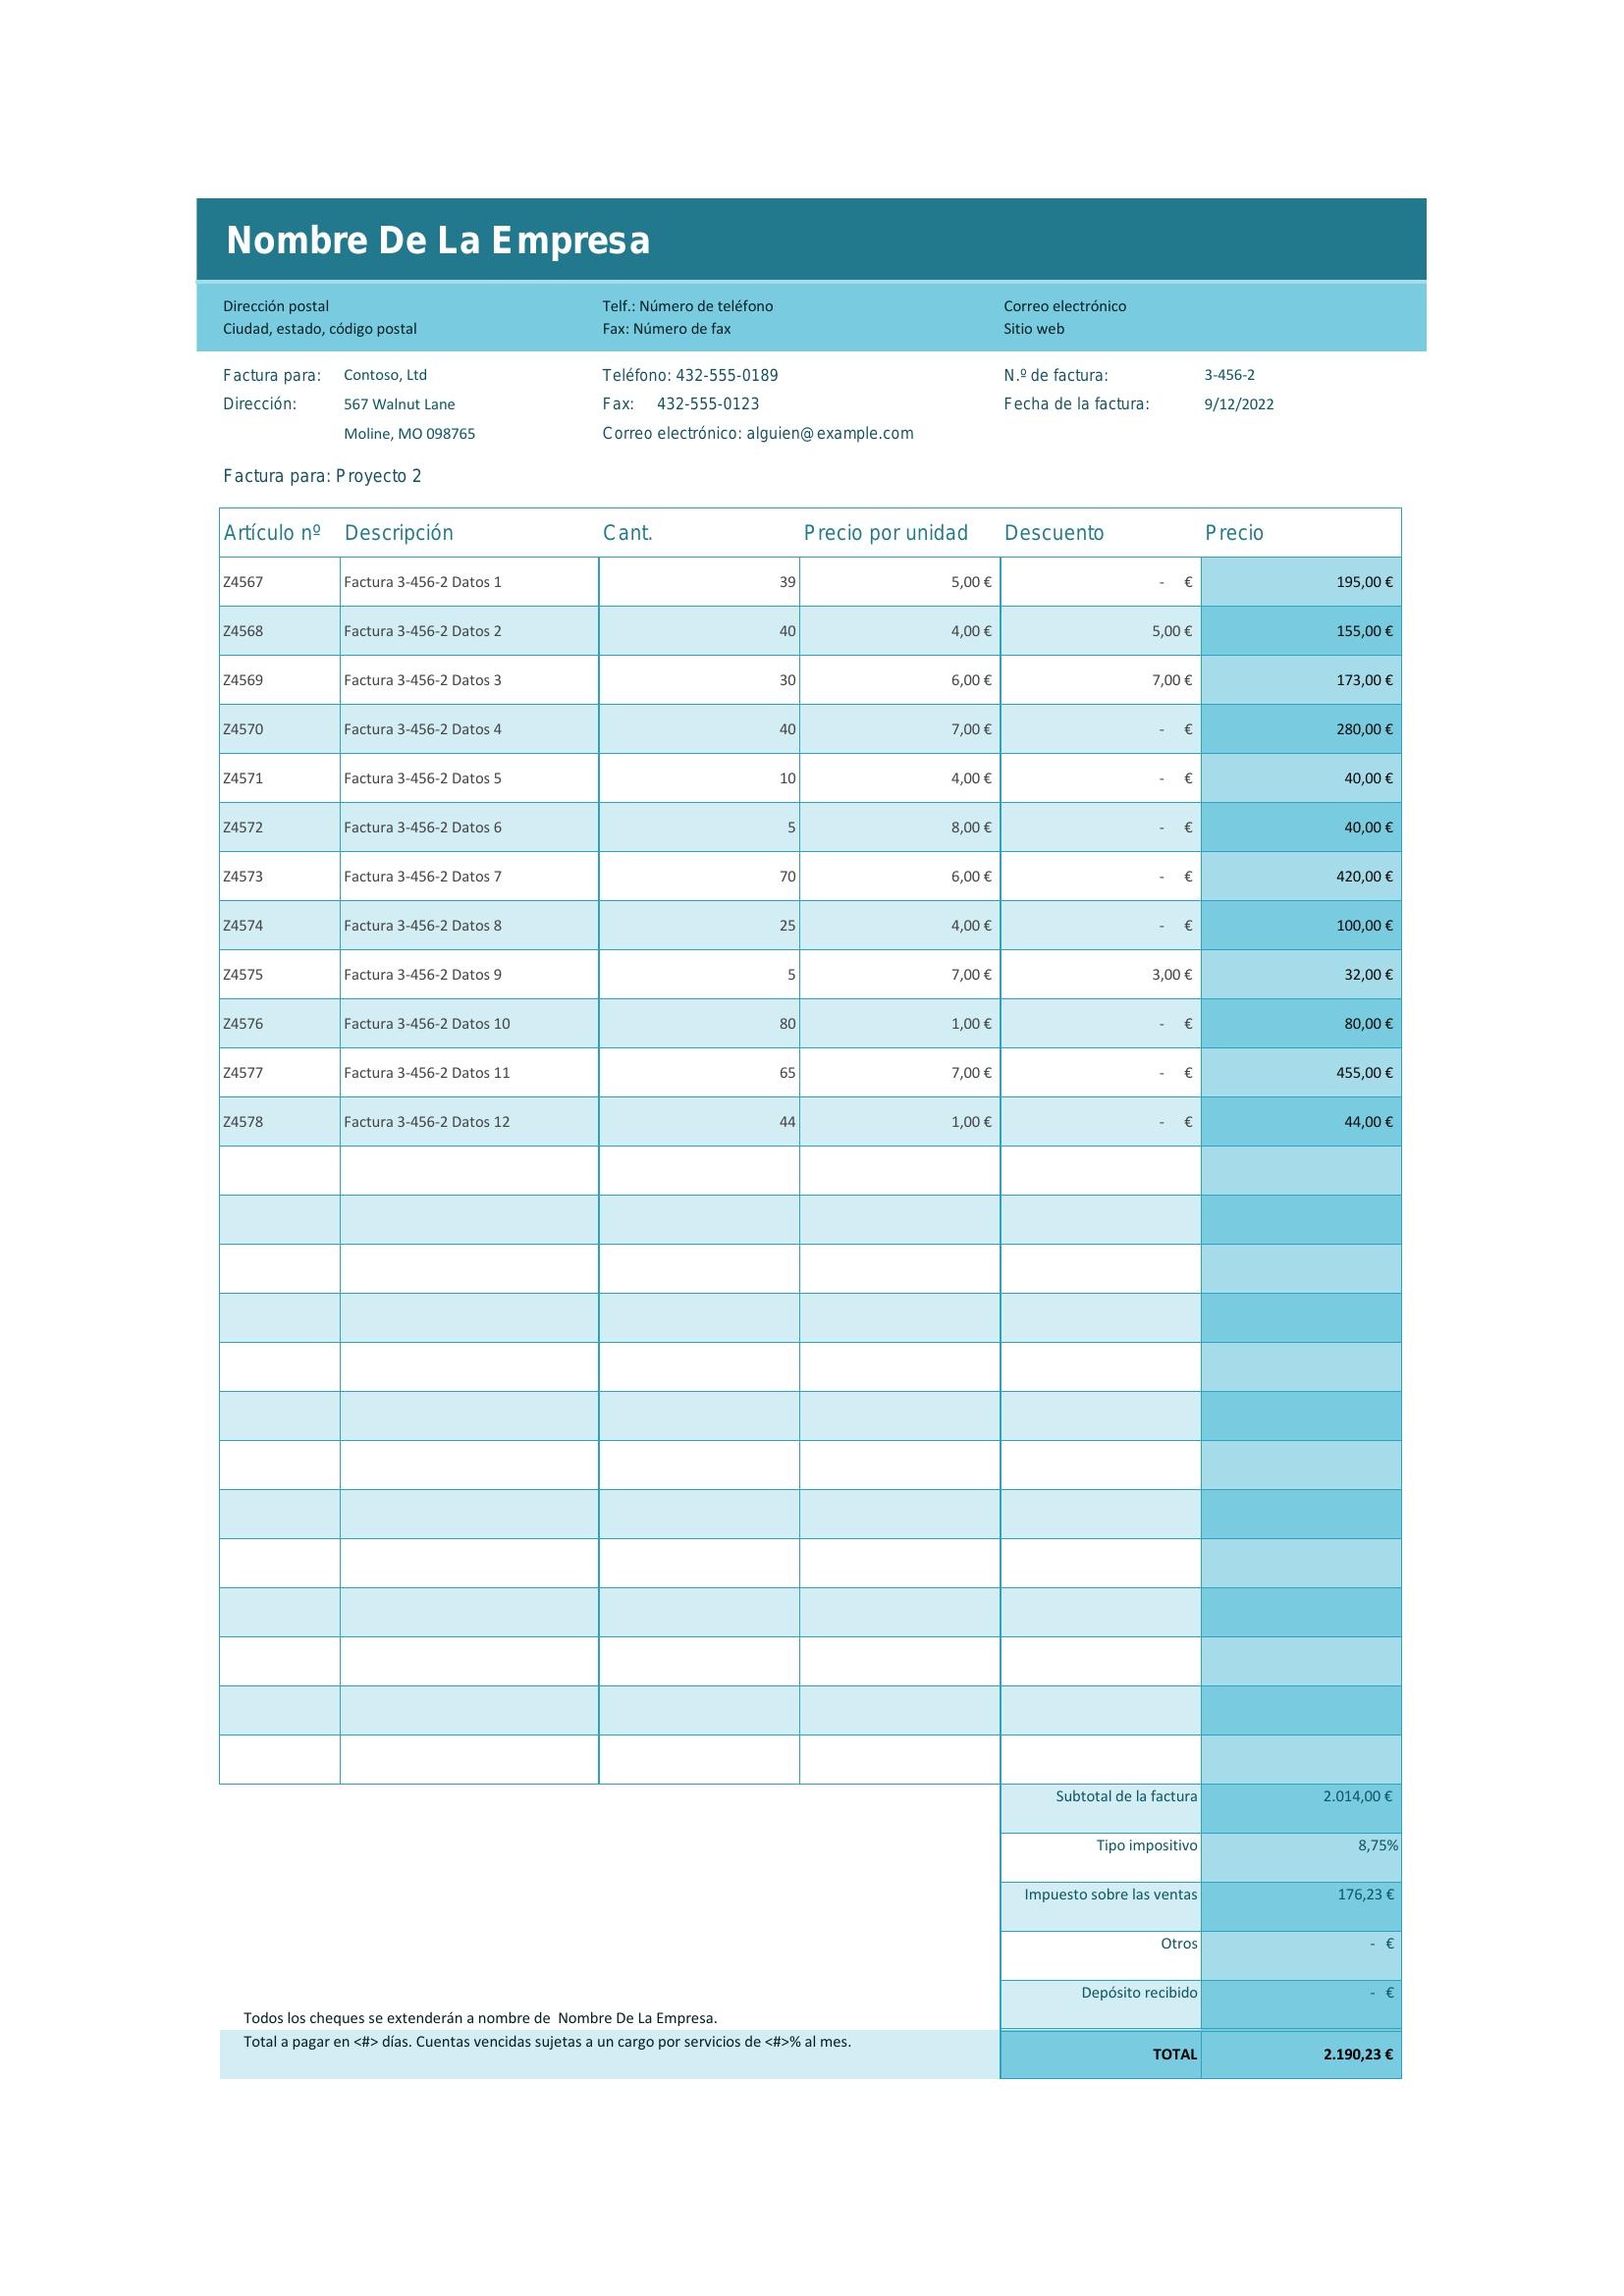 Nombre De La Empresa
Dirección postal Telf.: Número de teléfono Correo electrónico
Ciudad, estado, código postal Fax: Número de fax Sitio web
Factura para: Contoso, Ltd Teléfono: 432-555-0189 N.º de factura: 3-456-2
Dirección: 567 Walnut Lane Fax: 432-555-0123 Fecha de la factura: 9/12/2022
Moline, MO 098765 Correo electrónico: alguien@example.com
Factura para: Proyecto 2
Artículo nº Descripción Cant. Precio por unidad Descuento Precio
Z4567 Factura 3-456-2 Datos 1 39 5,00 € - € 195,00 €
Z4568 Factura 3-456-2 Datos 2 40 4,00 € 5,00 € 155,00 €
Z4569 Factura 3-456-2 Datos 3 30 6,00 € 7,00 € 173,00 €
Z4570 Factura 3-456-2 Datos 4 40 7,00 € - € 280,00 €
Z4571 Factura 3-456-2 Datos 5 10 4,00 € - € 40,00 €
Z4572 Factura 3-456-2 Datos 6 5 8,00 € - € 40,00 €
Z4573 Factura 3-456-2 Datos 7 70 6,00 € - € 420,00 €
Z4574 Factura 3-456-2 Datos 8 25 4,00 € - € 100,00 €
Z4575 Factura 3-456-2 Datos 9 5 7,00 € 3,00 € 32,00 €
Z4576 Factura 3-456-2 Datos 10 80 1,00 € - € 80,00 €
Z4577 Factura 3-456-2 Datos 11 65 7,00 € - € 455,00 €
Z4578 Factura 3-456-2 Datos 12 44 1,00 € - € 44,00 €
Subtotal de la factura 2.014,00 €
Tipo impositivo 8,75%
Impuesto sobre las ventas 176,23 €
Otros - €
Depósito recibido - €
Todos los cheques se extenderán a nombre de Nombre De La Empresa.
Total a pagar en <#> días. Cuentas vencidas sujetas a un cargo por servicios de <#>% al mes.
TOTAL 2.190,23 €